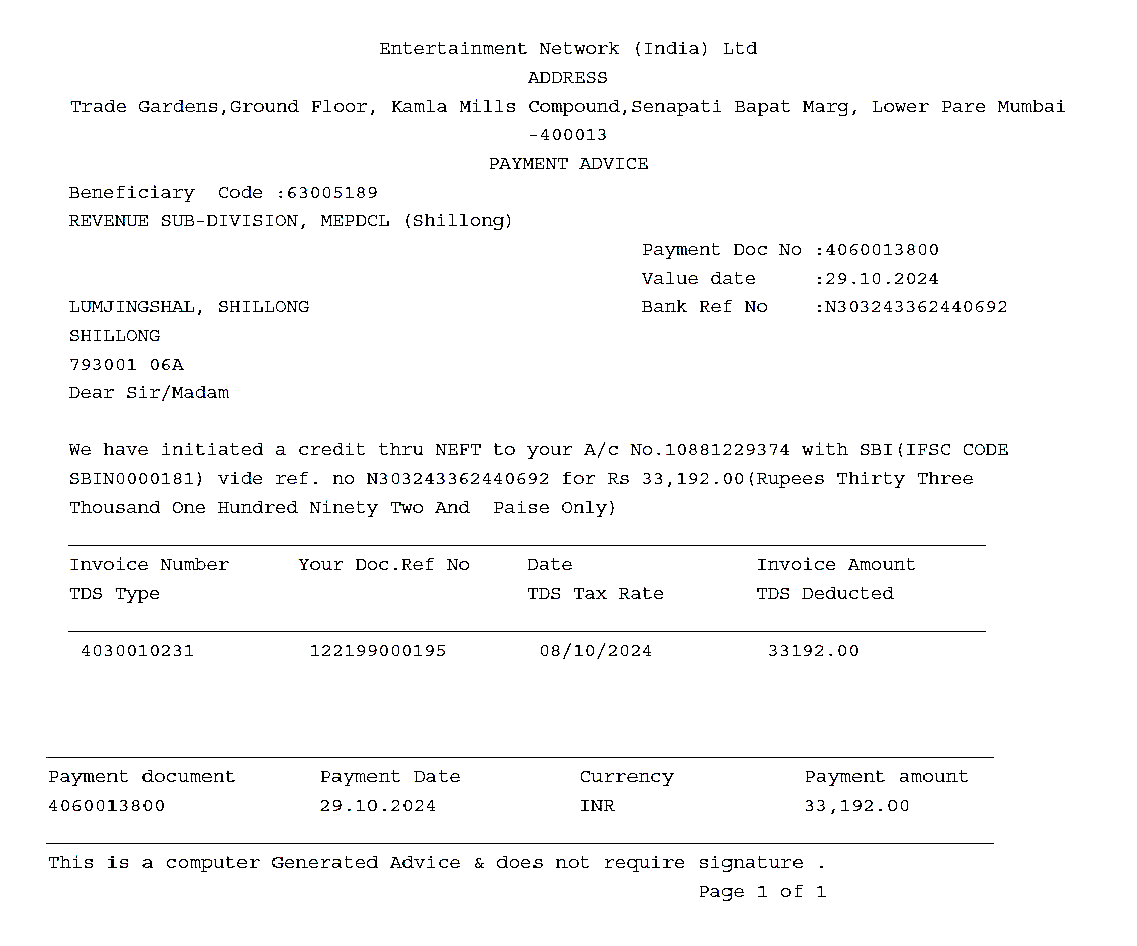 Entertainment Network (India) Ltd
ADDRESS
Trade Gardens,Ground Floor, Kamla Mills Compound,Senapati Bapat Marg, Lower Pare Mumbai
-400013
PAYMENT ADVICE
Beneficiary  Code :63005189
REVENUE SUB-DIVISION, MEPDCL (Shillong)
Payment Doc No :4060013800
Value date     :29.10.2024
LUMJINGSHAL, SHILLONG          Bank Ref No    :N303243362440692
SHILLONG
793001 06A
Dear Sir/Madam
We have initiated a credit thru NEFT to your A/c No.10881229374 with SBI(IFSC CODE
SBIN0000181) vide ref. no N303243362440692 for Rs 33,192.00(Rupees Thirty Three
Thousand One Hundred Ninety Two And  Paise Only)
Invoice Number      Your Doc.Ref No     Date                Invoice Amount
TDS Type                                TDS Tax Rate        TDS Deducted
4030010231          122199000195        08/10/2024          33192.00
Payment document       Payment Date          Currency           Payment amount
4060013800             29.10.2024            INR                33,192.00
This is a computer Generated Advice & does not require signature .
Page 1 of 1